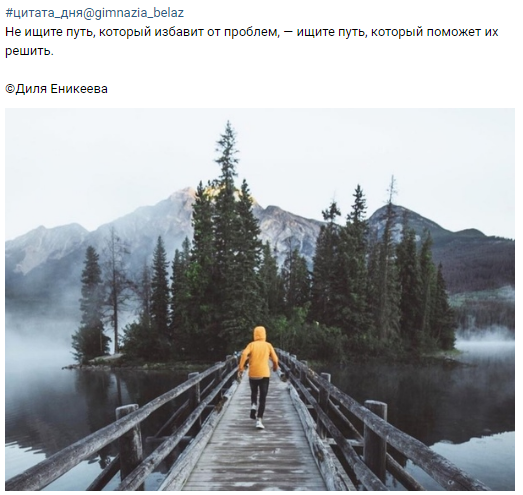 #цитата_дня@gimnazia_belaz
Не ищите путь, который избавит от проблем, — ищите путь, который поможет их
решить.
©Диля Еникеева